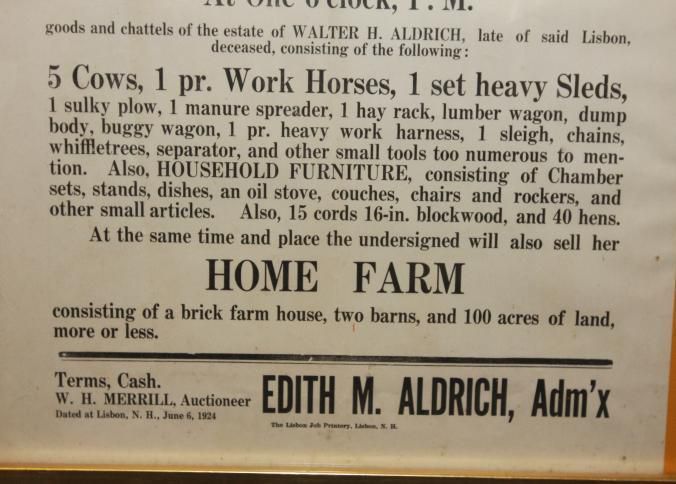 At One o'clock, P. M.
goods and chattels of the estate of WALTER H. ALDRICH, late of said Lisbon,
deceased, consisting of the following:
5 Cows, 1 pr. Work Horses, 1 set heavy Sleds,
1 sulky plow, 1 manure spreader, 1 hay rack, lumber wagon, dump
body, buggy wagon, 1 pr. heavy work harness, 1 sleigh, chains,
whiffletrees, separator, and other small tools too numerous to men-
tion. Also, HOUSEHOLD FURNITURE, consisting of Chamber
sets, stands, dishes, an oil stove, couches, chairs and rockers, and
other small articles. Also, 15 cords 16-in. blockwood, and 40 hens.
At the same time and place the undersigned will also sell her
HOME FARM
consisting of a brick farm house, two barns, and 100 acres of land,
more or less.
Terms, Cash.
W. H. MERRILL, Auctioneer
Dated at Lisbon, N. H., June 6, 1924
EDITH M. ALDRICH, Adm'x
The Lisbon Job Printery, Lisbon, N. H.